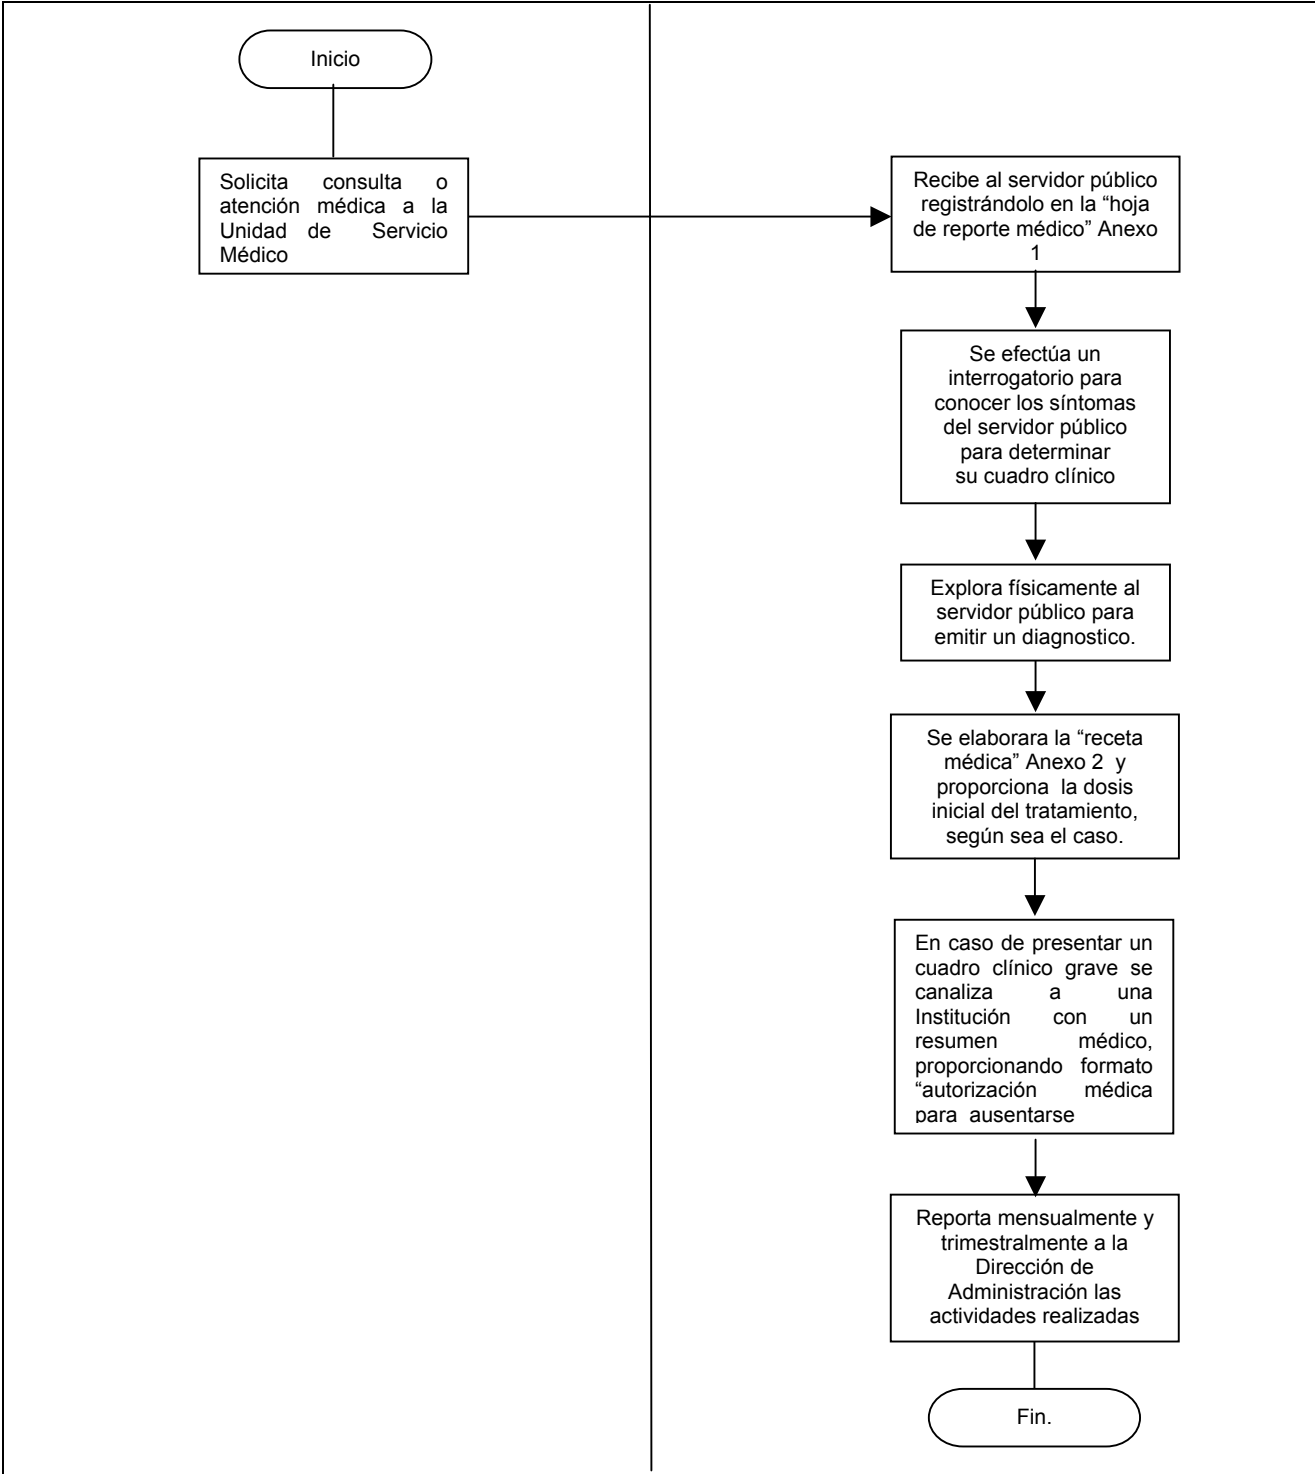 Inicio
Solicita consulta o
atención médica a la
Unidad de Servicio
Médico
Recibe al servidor público
registrándolo en la “hoja
de reporte médico” Anexo
1
Se efectúa un
interrogatorio para
conocer los síntomas
del servidor público
para determinar
su cuadro clínico
Explora físicamente al
servidor público para
emitir un diagnostico.
Se elaborara la “receta
médica” Anexo 2 y
proporciona la dosis
inicial del tratamiento,
según sea el caso.
En caso de presentar un
cuadro clínico grave se
canaliza a una
Institución con un
resumen médico,
proporcionando formato
“autorización médica
para ausentarse
Reporta mensualmente y
trimestralmente a la
Dirección de
Administración las
actividades realizadas
Fin.